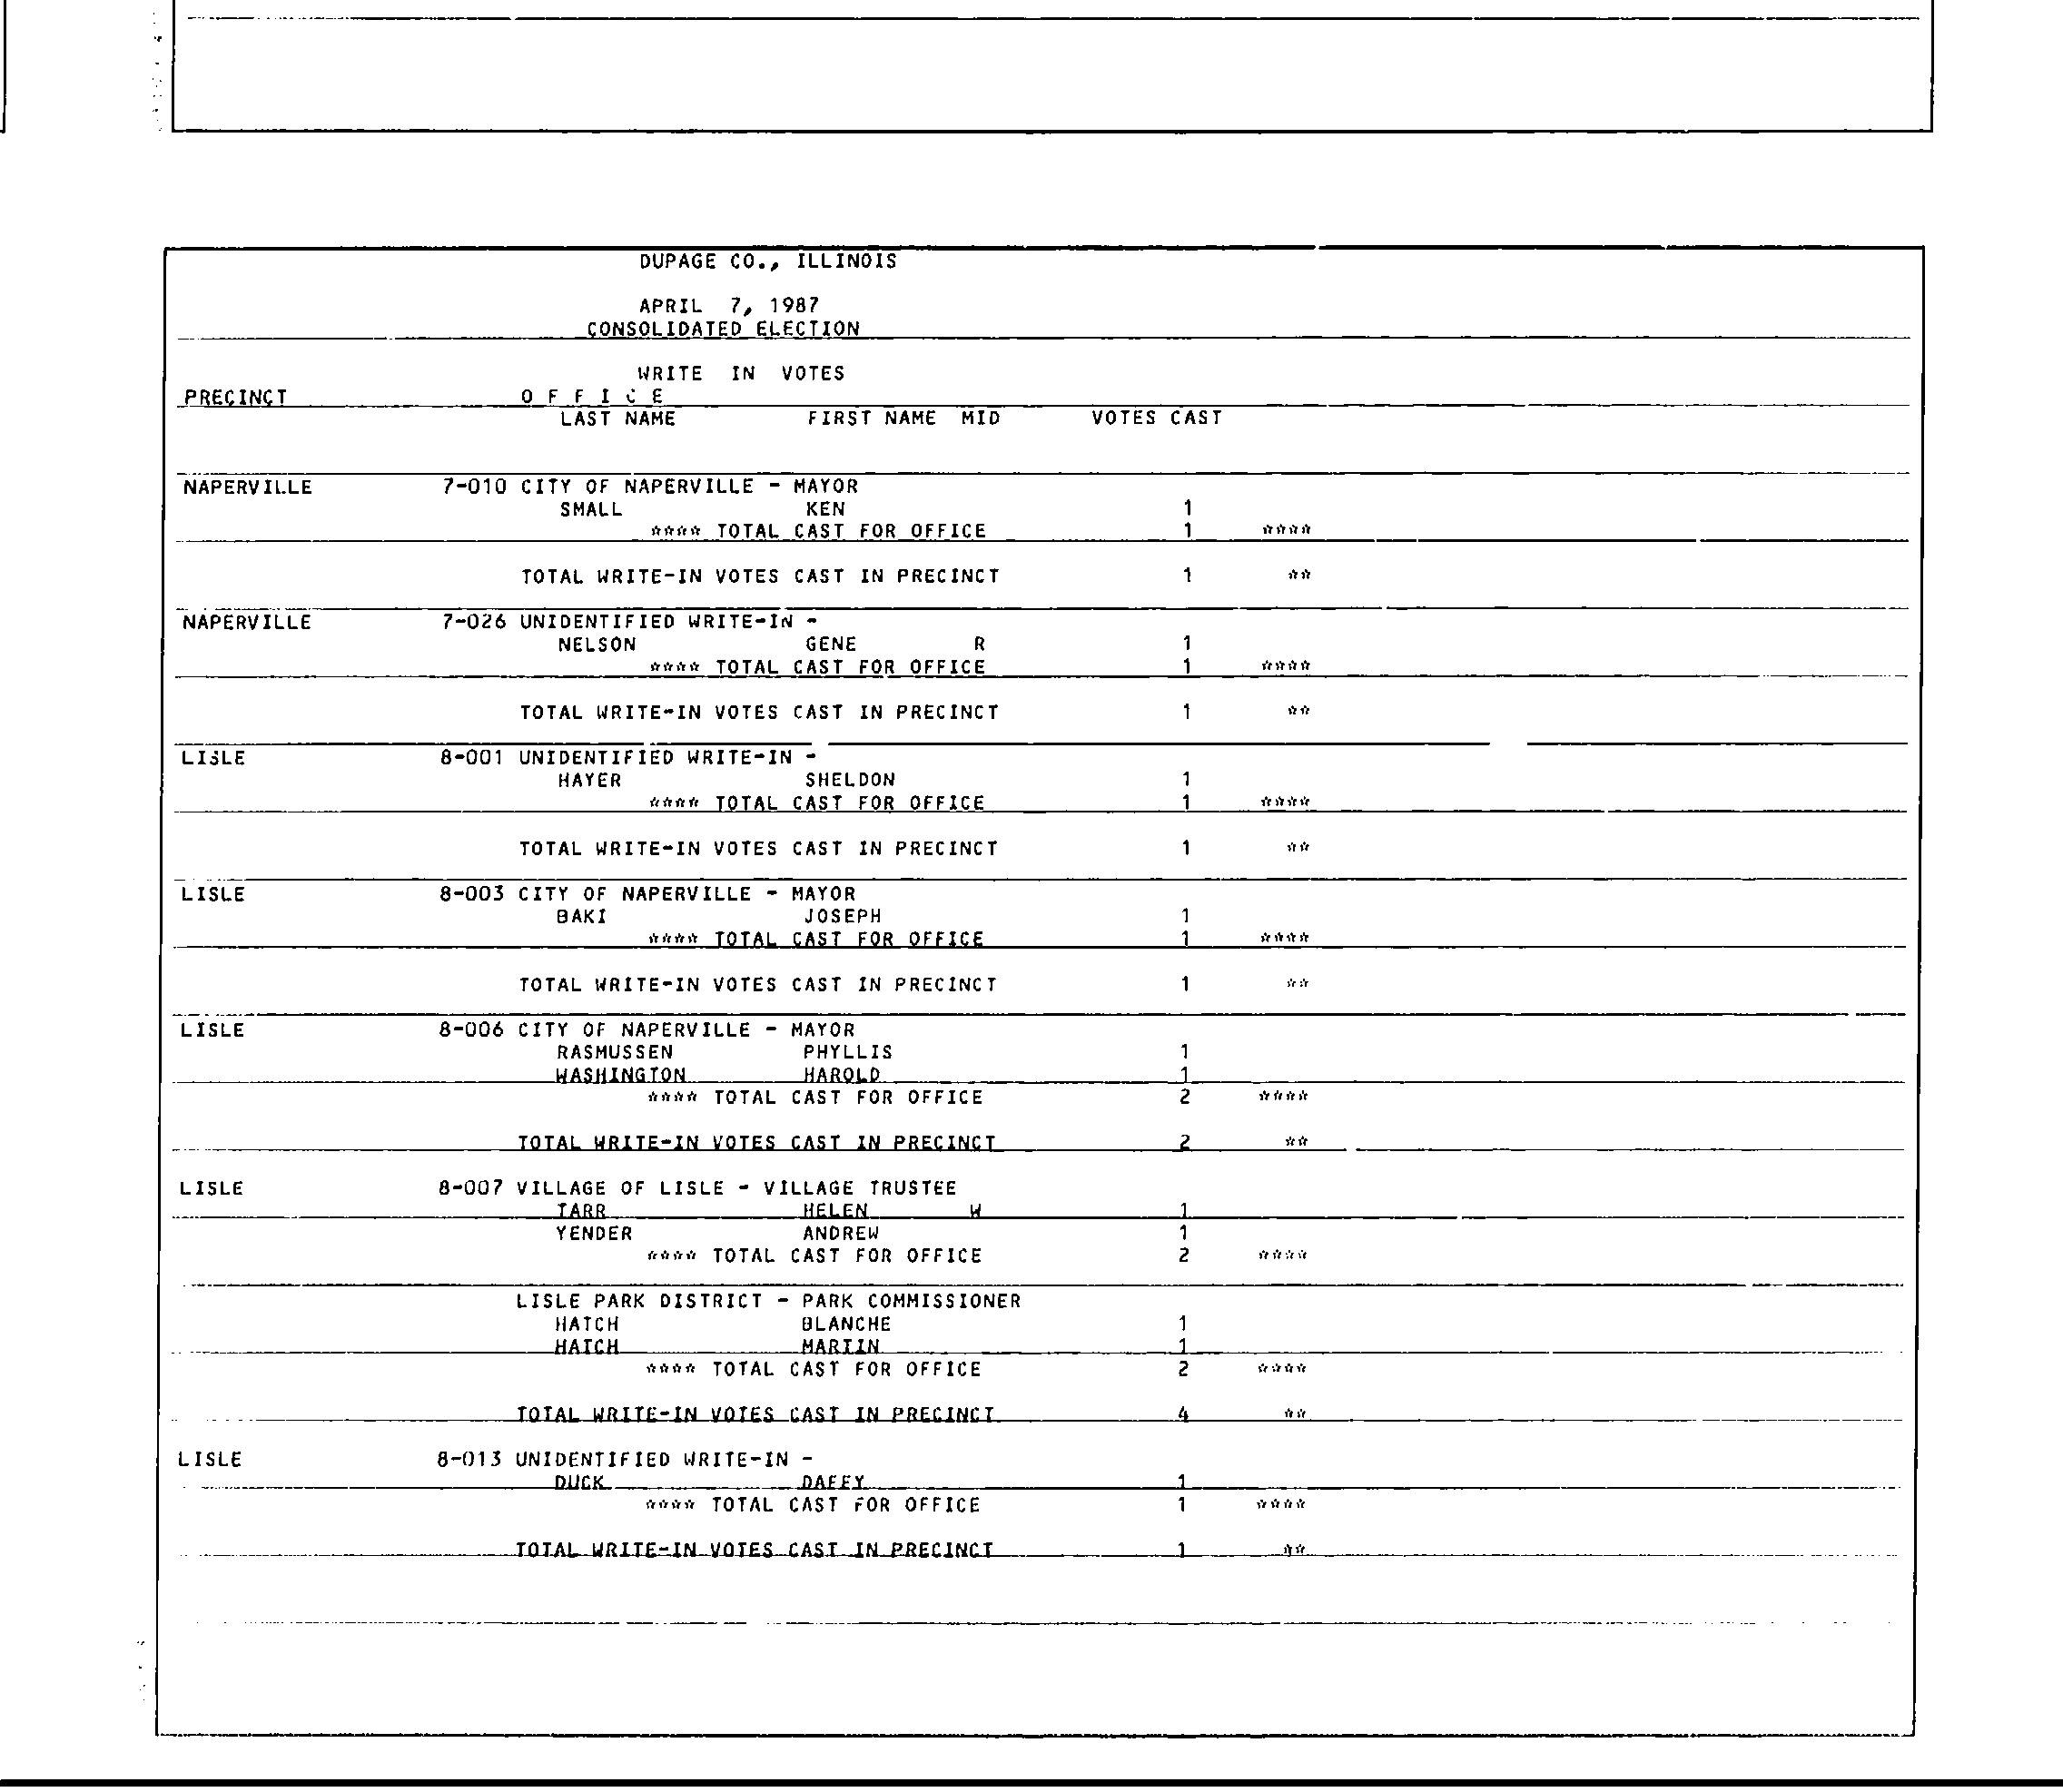 DUPAGE CO., ILLINOIS
APRIL 7, 1987
CONSOLIDATED ELECTION
WRITE IN VOTES
PRECINCT O F F I C E
LAST NAME FIRST NAME MID VOTES CAST
NAPERVILLE 7-010 CITY OF NAPERVILLE - MAYOR
SMALL KEN 1
**** TOTAL CAST FOR OFFICE 1 ****
TOTAL WRITE-IN VOTES CAST IN PRECINCT 1 **
NAPERVILLE 7-026 UNIDENTIFIED WRITE-IN -
NELSON GENE R 1
**** TOTAL CAST FOR OFFICE 1 ****
TOTAL WRITE-IN VOTES CAST IN PRECINCT 1 **
LISLE 8-001 UNIDENTIFIED WRITE-IN -
HAYER SHELDON 1
**** TOTAL CAST FOR OFFICE 1 ****
TOTAL WRITE-IN VOTES CAST IN PRECINCT 1 **
LISLE 8-003 CITY OF NAPERVILLE - MAYOR
BAKI JOSEPH 1
**** TOTAL CAST FOR OFFICE 1 ****
TOTAL WRITE-IN VOTES CAST IN PRECINCT 1 **
LISLE 8-006 CITY OF NAPERVILLE - MAYOR
RASMUSSEN PHYLLIS 1
WASHINGTON HAROLD 1
**** TOTAL CAST FOR OFFICE 2 ****
TOTAL WRITE-IN VOTES CAST IN PRECINCT 2 **
LISLE 8-007 VILLAGE OF LISLE - VILLAGE TRUSTEE
TARR HELEN W 1
YENDER ANDREW 1
**** TOTAL CAST FOR OFFICE 2 ****
LISLE PARK DISTRICT - PARK COMMISSIONER
HATCH BLANCHE 1
HATCH MARTIN 1
**** TOTAL CAST FOR OFFICE 2 ****
TOTAL WRITE-IN VOTES CAST IN PRECINCT 4 **
LISLE 8-013 UNIDENTIFIED WRITE-IN -
DUCK DAFFY 1
**** TOTAL CAST FOR OFFICE 1 ****
TOTAL WRITE-IN VOTES CAST IN PRECINCT 1 **